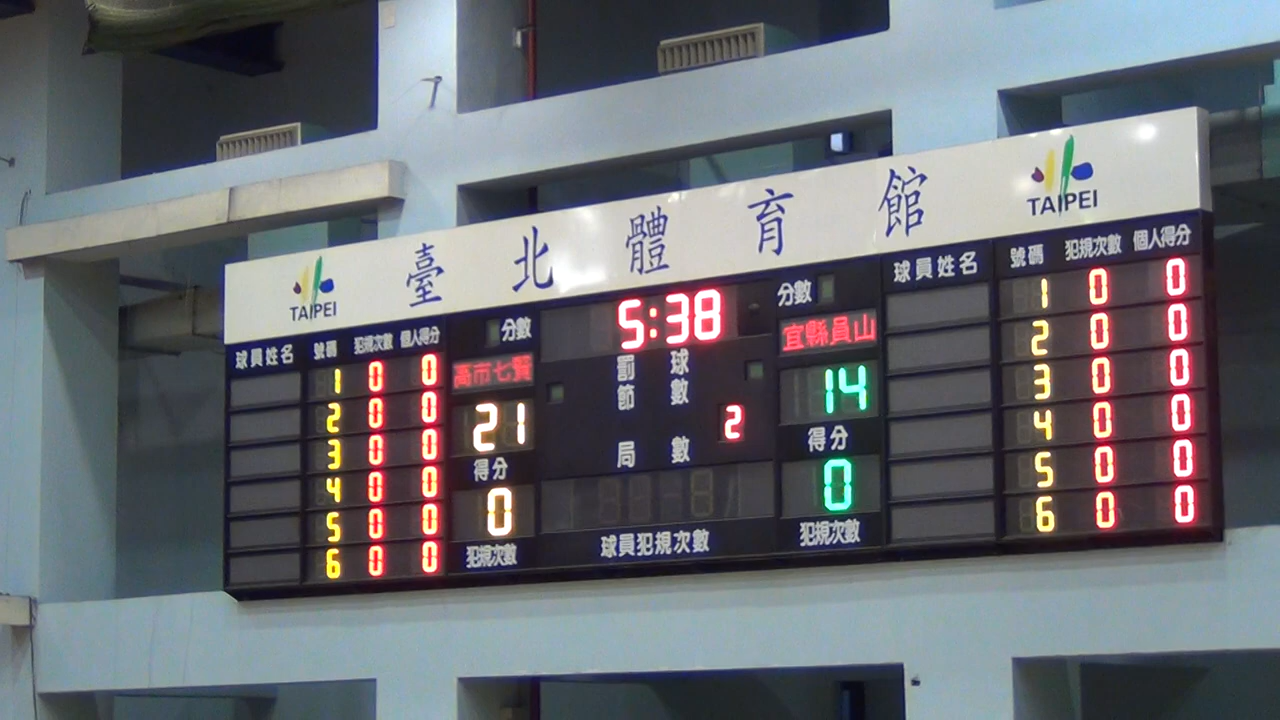 臺北體育館
TAIPEI
TAIPEI
球員姓名 號碼 犯規次數 個人得分
1 0 0
2 0 0
3 0 0
4 0 0
5 0 0
6 0 0
分數
高市七賢
21
得分
0
犯規次數
5:38
罰球
節數
2
局數
球員犯規次數
分數
宜縣員山
14
得分
0
犯規次數
球員姓名 號碼 犯規次數 個人得分
1 0 0
2 0 0
3 0 0
4 0 0
5 0 0
6 0 0